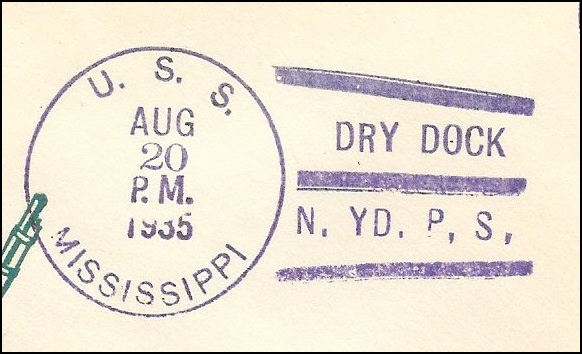 U. S. S.
AUG
20
P.M.
1935
MISSISSIPPI
DRY DOCK
N. YD. P, S,